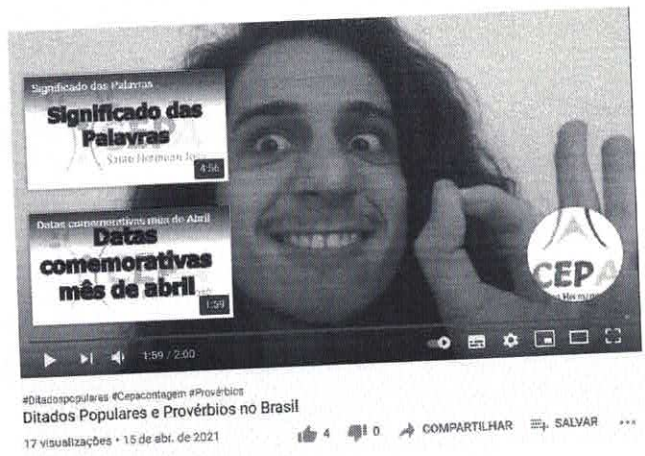 Significado das Palavras
Significado das
Palavras
4:56
Datas comemorativas mês de Abril
Datas
comemorativas
mês de abril
1:59
CEPA
1:59 / 2:00
#Ditadospopulares #Cepacontagem #Provérbios
Ditados Populares e Provérbios no Brasil
17 visualizações • 15 de abr. de 2021
4
0
COMPARTILHAR
SALVAR